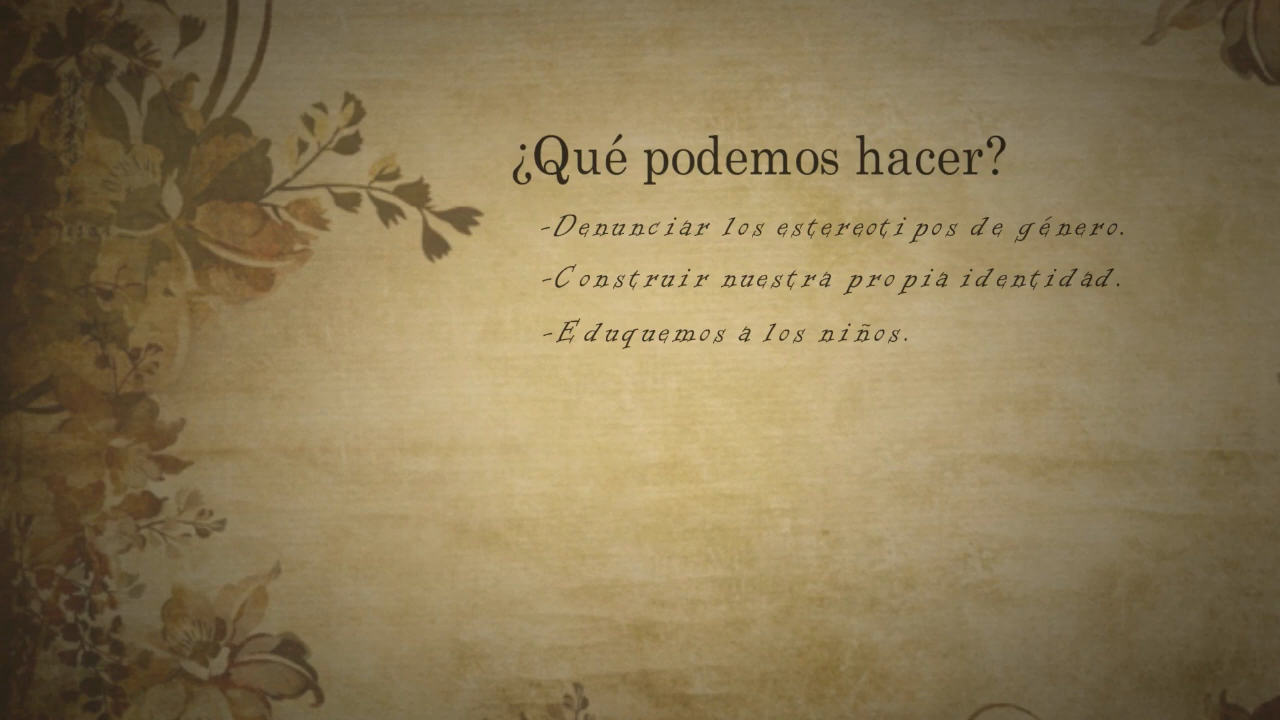 ¿Qué podemos hacer?
-Denunciar los estereotipos de género.
-Construir nuestra propia identidad.
-Eduquemos a los niños.